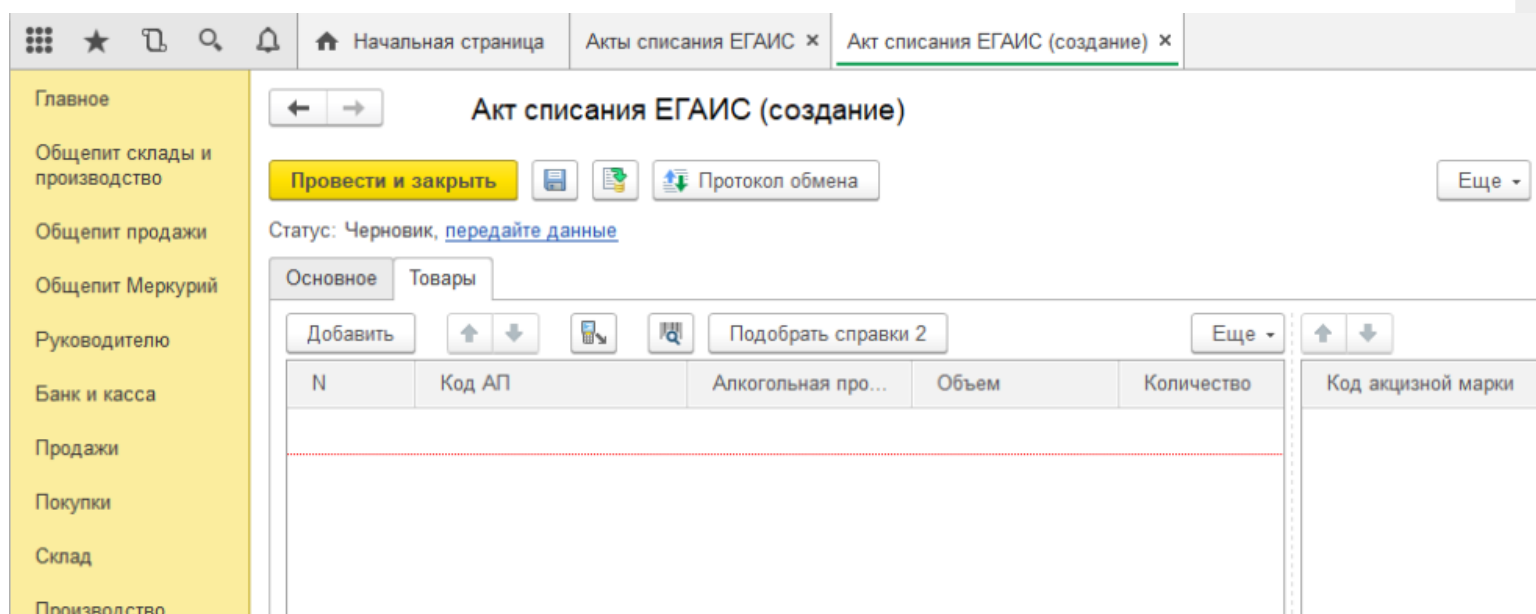 Начальная страница
Акты списания ЕГАИС ×
Акт списания ЕГАИС (создание) ×
Главное
Общепит склады и
производство
Общепит продажи
Общепит Меркурий
Руководителю
Банк и касса
Продажи
Покупки
Склад
Производство
Акт списания ЕГАИС (создание)
Провести и закрыть
Протокол обмена
Еще
Статус: Черновик, передайте данные
Основное
Товары
Добавить
Подобрать справки 2
Еще
N
Код АП
Алкогольная про...
Объем
Количество
Код акцизной марки